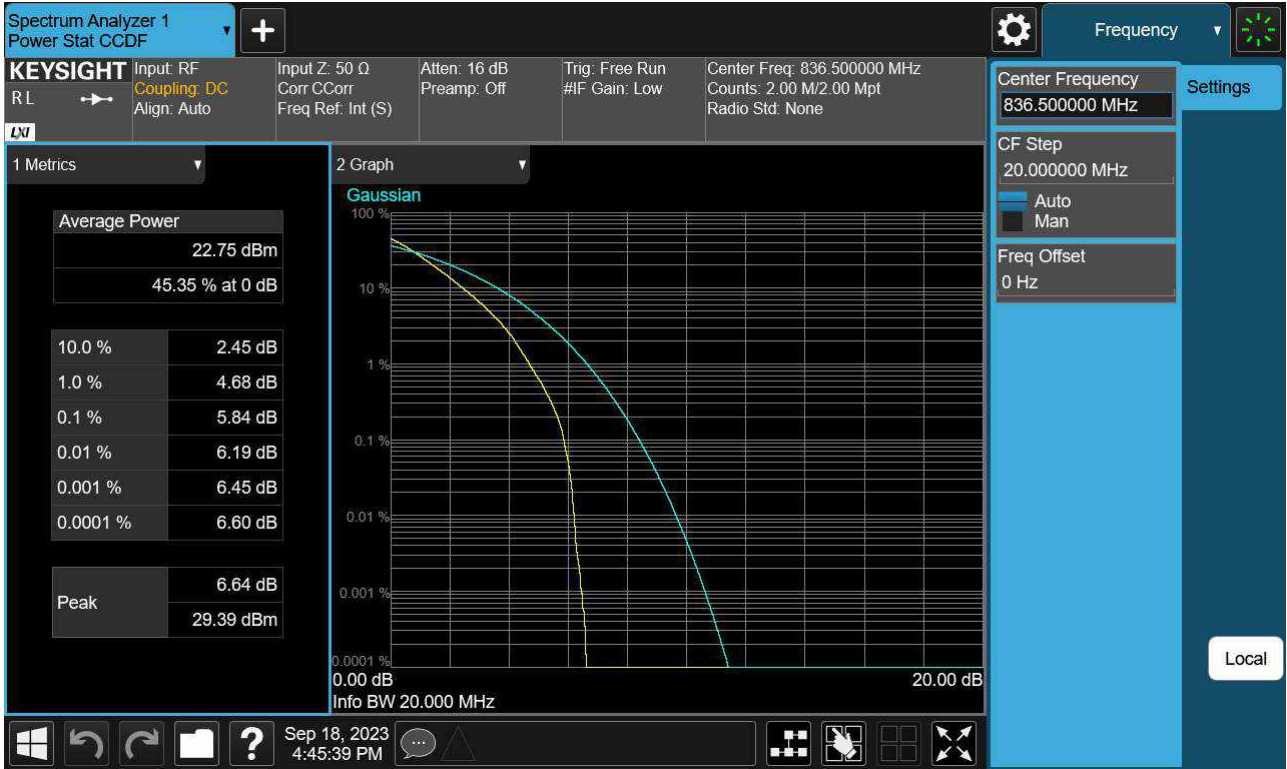 Spectrum Analyzer 1
Power Stat CCDF
Frequency
KEYSIGHT
R L
LXI
Input: RF
Coupling: DC
Align: Auto
Input Z: 50 Ω
Corr CCorr
Freq Ref: Int (S)
Atten: 16 dB
Preamp: Off
Trig: Free Run
#IF Gain: Low
Center Freq: 836.500000 MHz
Counts: 2.00 M/2.00 Mpt
Radio Std: None
Center Frequency
836.500000 MHz
Settings
CF Step
20.000000 MHz
Auto
Man
Freq Offset
0 Hz
Local
1 Metrics
Average Power
22.75 dBm
45.35 % at 0 dB
10.0 % 2.45 dB
1.0 % 4.68 dB
0.1 % 5.84 dB
0.01 % 6.19 dB
0.001 % 6.45 dB
0.0001 % 6.60 dB
Peak
6.64 dB
29.39 dBm
2 Graph
Gaussian
100 %
10 %
1 %
0.1 %
0.01 %
0.001 %
0.0001 %
0.00 dB 20.00 dB
Info BW 20.000 MHz
?
Sep 18, 2023
4:45:39 PM